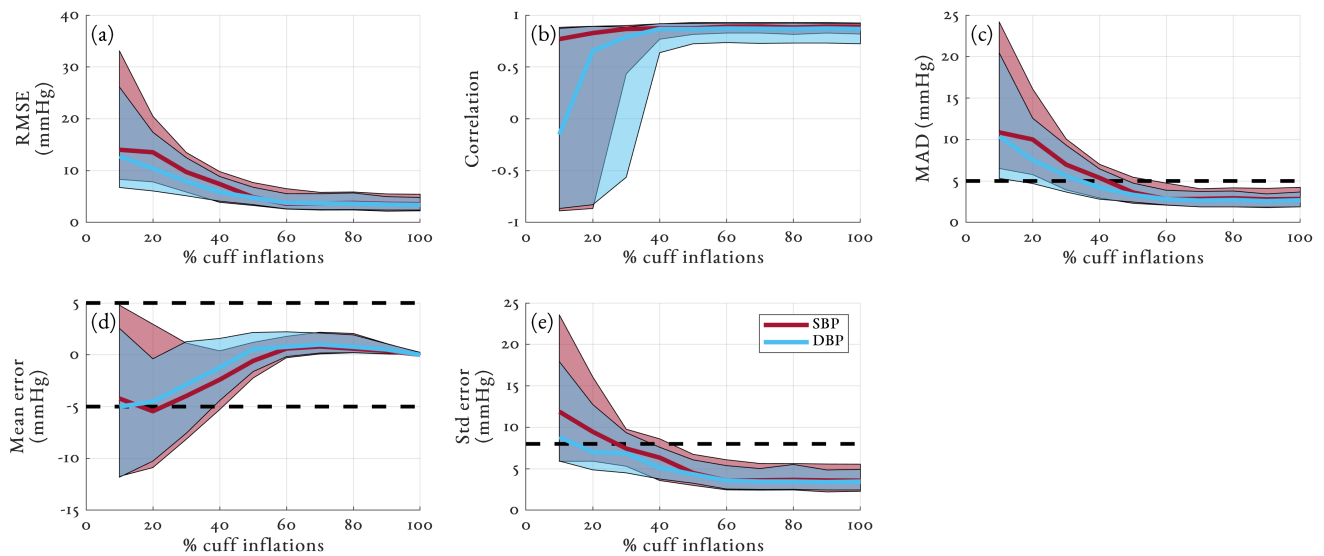 (a)
RMSE
(mmHg)
40
30
20
10
0
0 20 40 60 80 100
% cuff inflations
(b)
Correlation
1
0.5
0
-0.5
-1
0 20 40 60 80 100
% cuff inflations
(c)
MAD (mmHg)
25
20
15
10
5
0
0 20 40 60 80 100
% cuff inflations
(d)
Mean error
(mmHg)
5
0
-5
-10
-15
0 20 40 60 80 100
% cuff inflations
(e)
Std error
(mmHg)
25
20
15
10
5
0
SBP
DBP
0 20 40 60 80 100
% cuff inflations